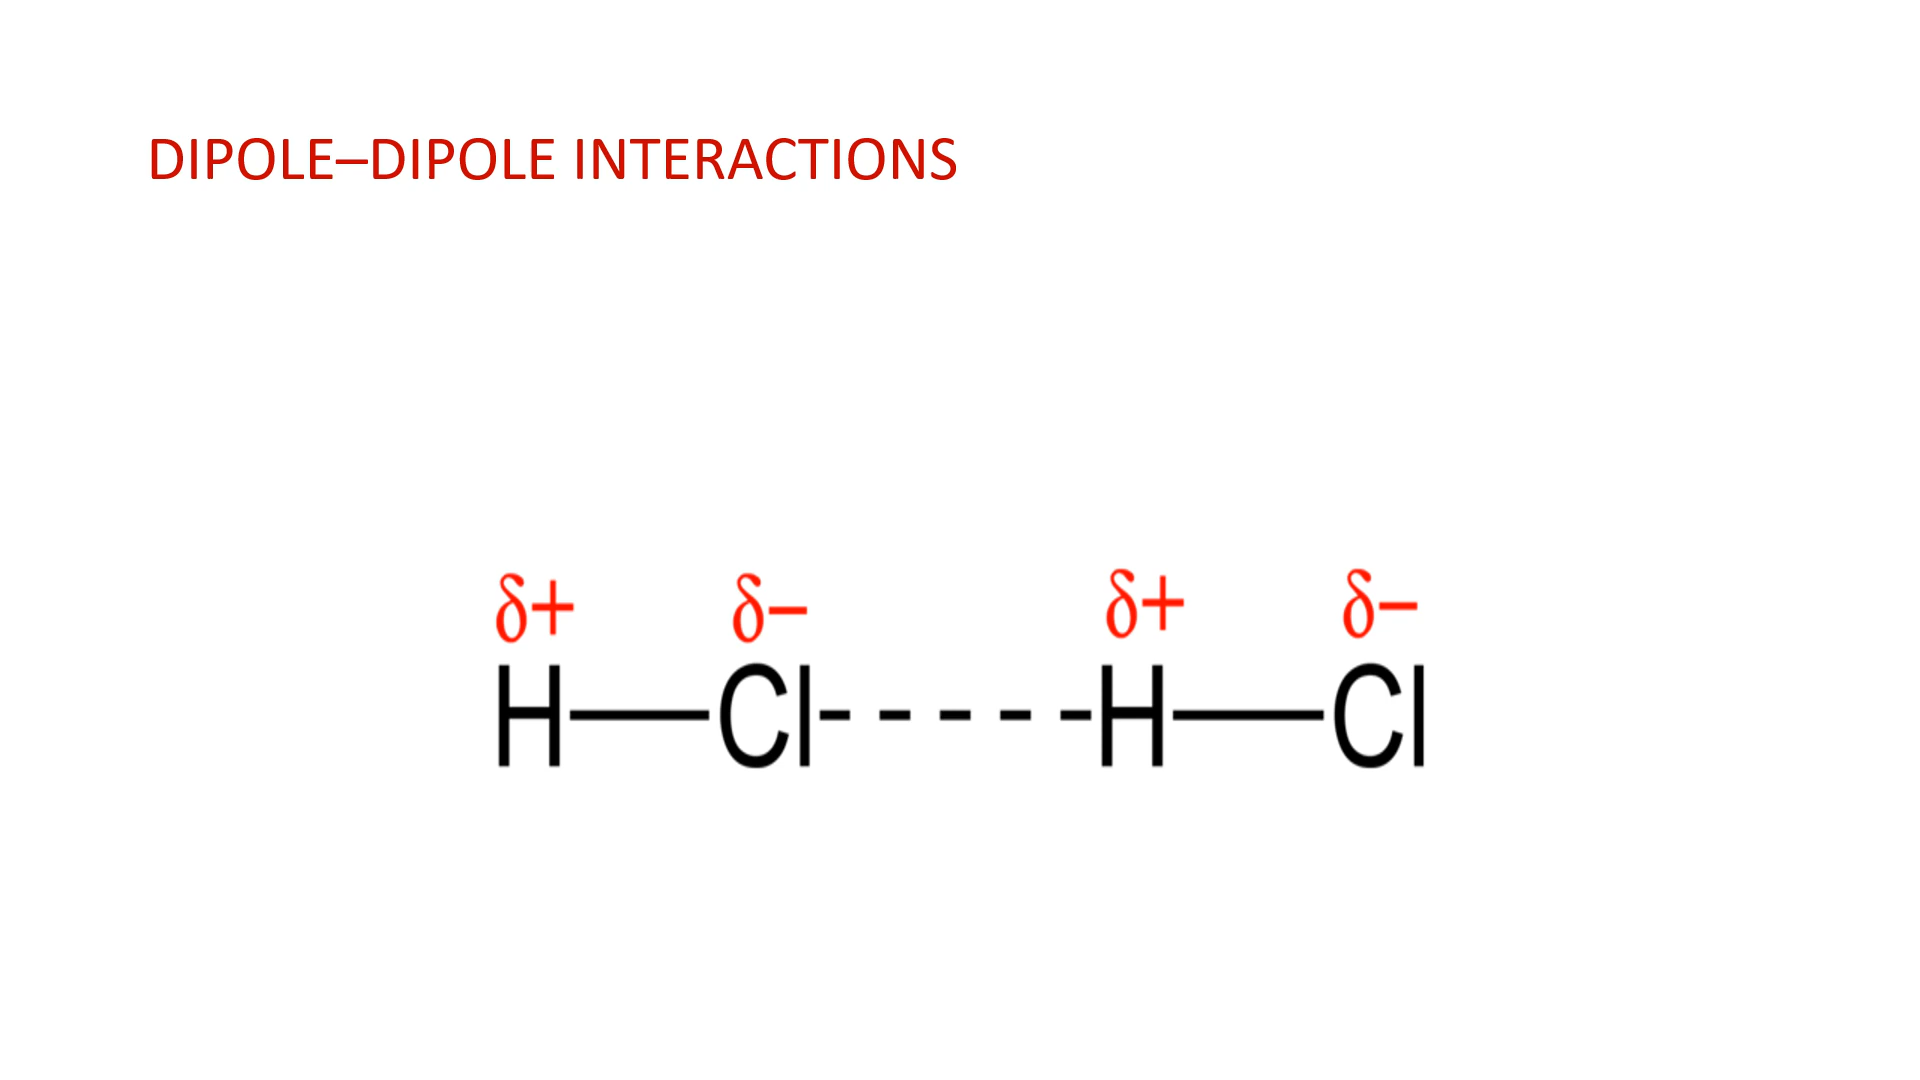 DIPOLE–DIPOLE INTERACTIONS
δ+ δ− δ+ δ−
H Cl H Cl